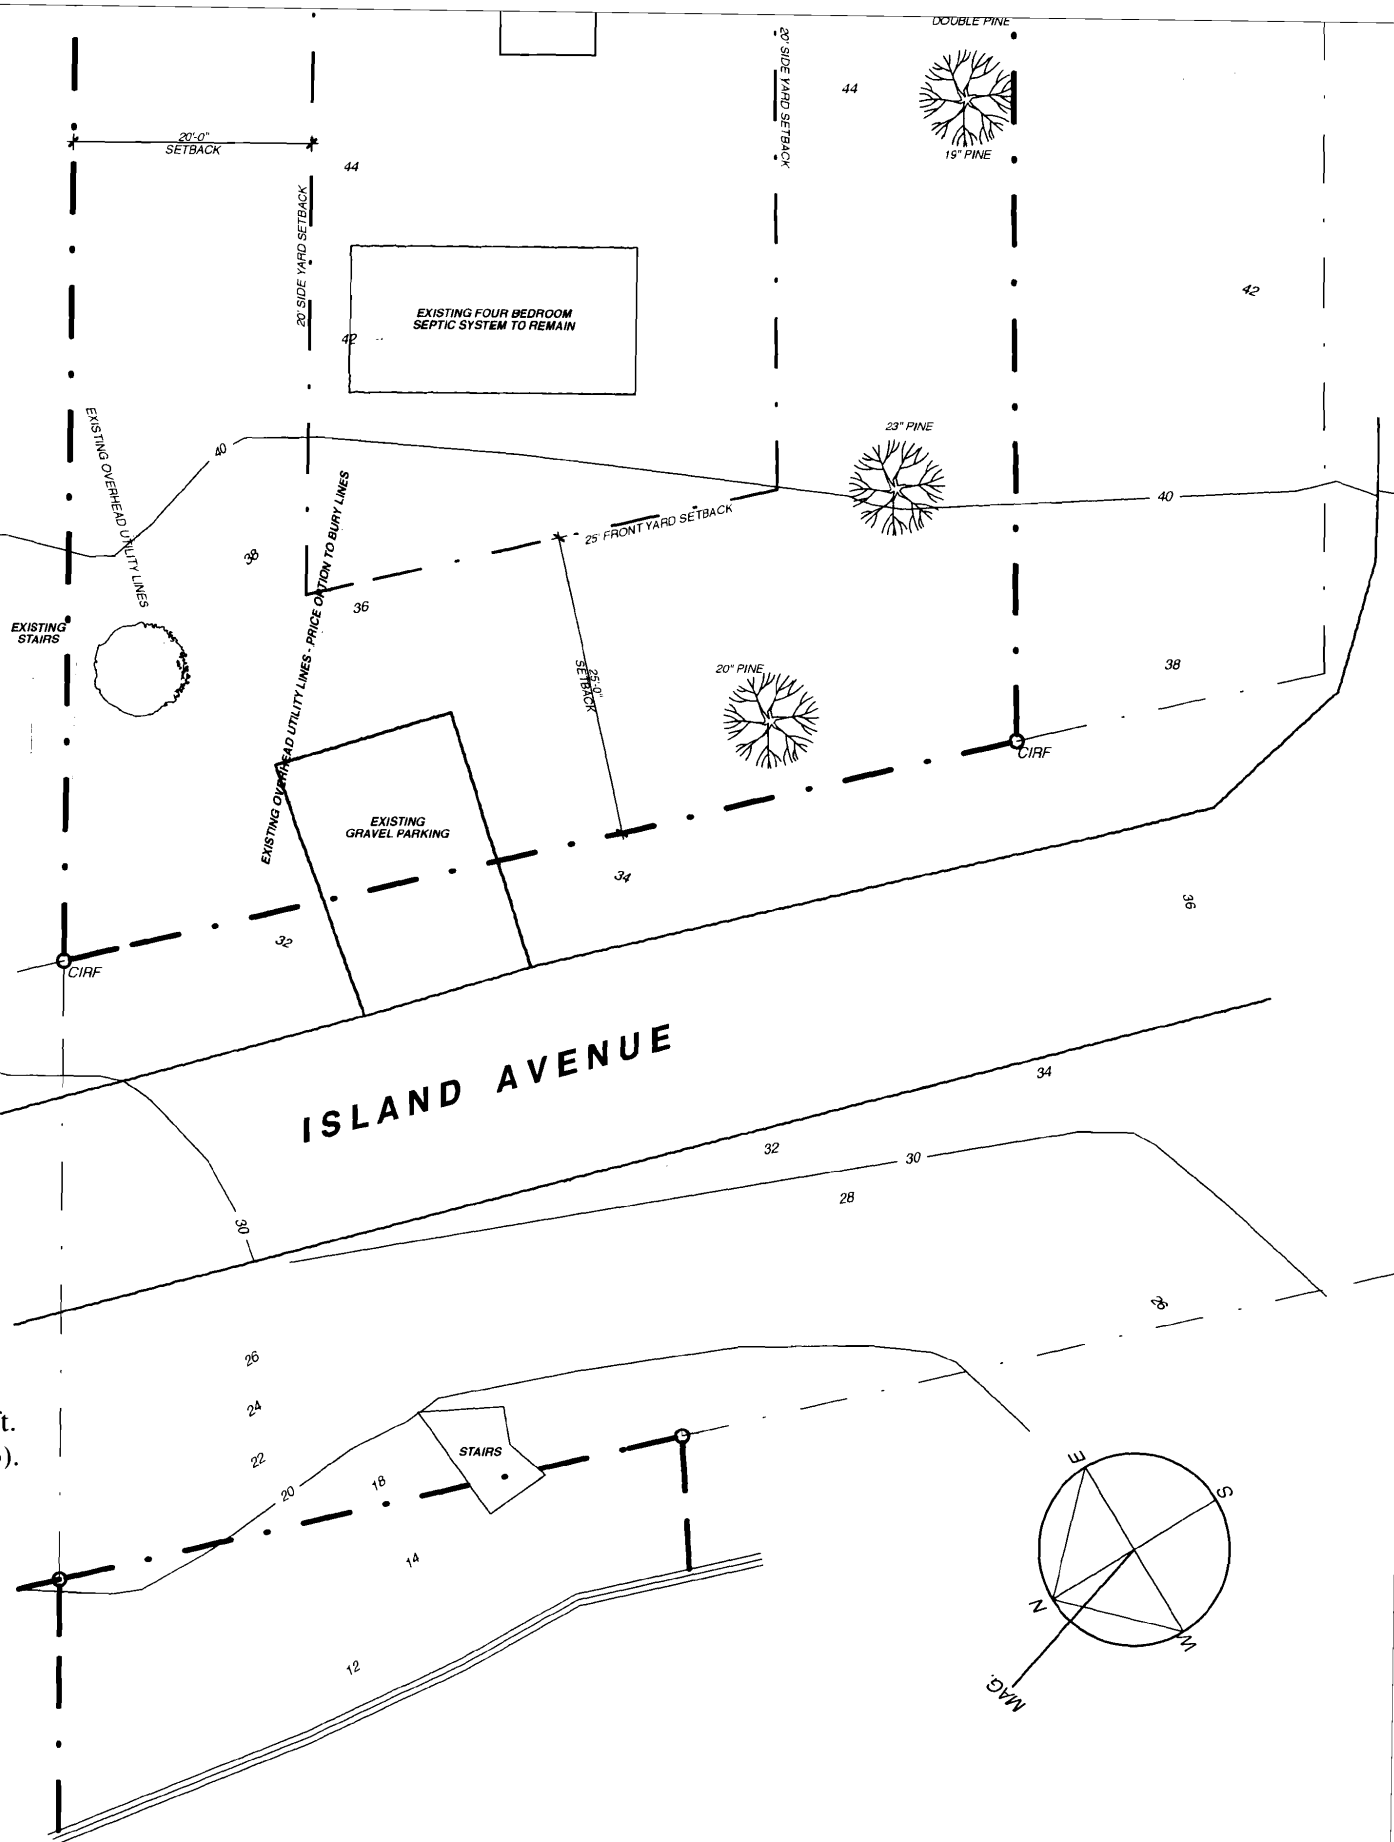 DOUBLE PINE
20' SIDE YARD SETBACK
44
20'-0"
SETBACK
19" PINE
44
20' SIDE YARD SETBACK
42
EXISTING FOUR BEDROOM
SEPTIC SYSTEM TO REMAIN
42
EXISTING OVERHEAD UTILITY LINES
23" PINE
40
40
25' FRONT YARD SETBACK
EXISTING OVERHEAD UTILITY LINES - PRICE OPTION TO BURY LINES
38
36
EXISTING
STAIRS
25'-0"
SETBACK
20" PINE
38
CIRF
EXISTING
GRAVEL PARKING
34
36
32
CIRF
ISLAND AVENUE
34
32
30
28
30
26
26
24
t.
22
).
STAIRS
20
18
14
12
E
S
N
W
MAG.